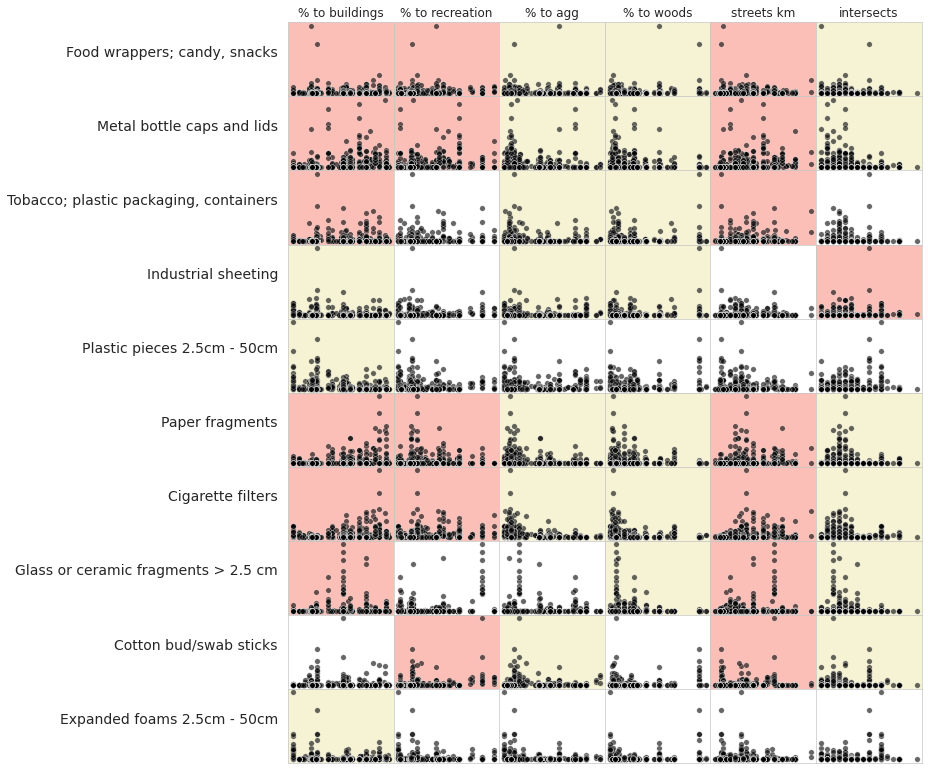 % to buildings % to recreation % to agg % to woods streets km intersects
Food wrappers; candy, snacks
Metal bottle caps and lids
Tobacco; plastic packaging, containers
Industrial sheeting
Plastic pieces 2.5cm - 50cm
Paper fragments
Cigarette filters
Glass or ceramic fragments > 2.5 cm
Cotton bud/swab sticks
Expanded foams 2.5cm - 50cm